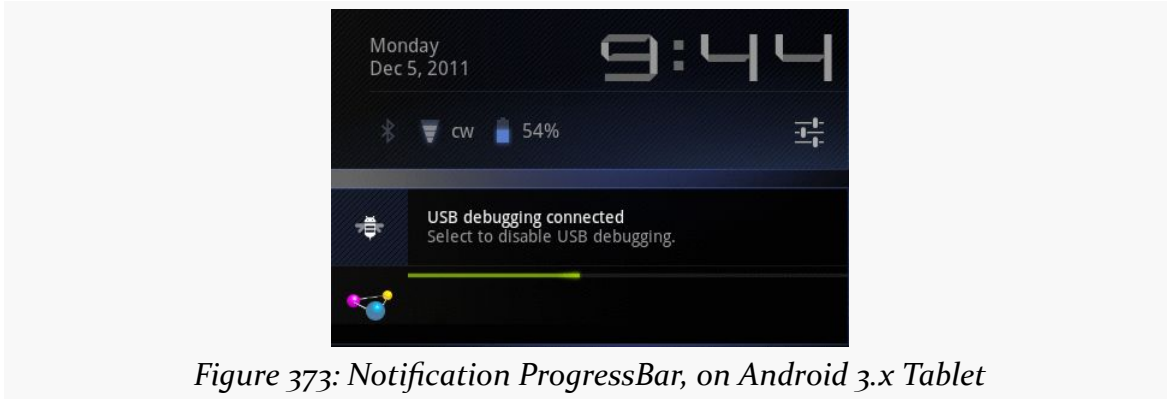 Monday
Dec 5, 2011
9:44
cw 54%
USB debugging connected
Select to disable USB debugging.
Figure 373: Notification ProgressBar, on Android 3.x Tablet